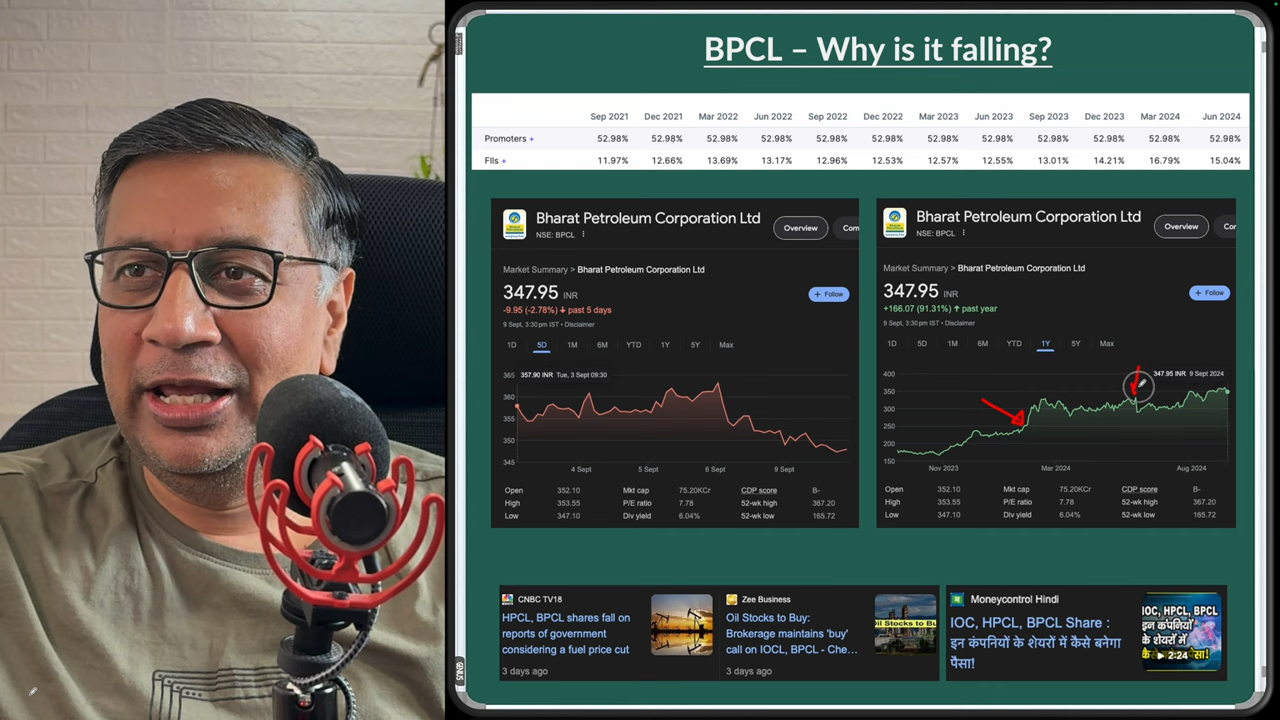 BPCL – Why is it falling?
Sep 2021 Dec 2021 Mar 2022 Jun 2022 Sep 2022 Dec 2022 Mar 2023 Jun 2023 Sep 2023 Dec 2023 Mar 2024 Jun 2024
Promoters + 52.98% 52.98% 52.98% 52.98% 52.98% 52.98% 52.98% 52.98% 52.98% 52.98% 52.98% 52.98%
FIIs + 11.97% 12.66% 13.69% 13.17% 12.96% 12.53% 12.57% 12.55% 13.01% 14.21% 16.79% 15.04%
Bharat Petroleum Corporation Ltd
NSE: BPCL
Overview Com
Market Summary > Bharat Petroleum Corporation Ltd
347.95 INR
+ Follow
-9.95 (-2.78%) ↓ past 5 days
9 Sept, 3:30 pm IST • Disclaimer
1D 5D 1M 6M YTD 1Y 5Y Max
357.90 INR Tue, 3 Sept 09:30
365
360
355
350
345
4 Sept 5 Sept 6 Sept 9 Sept
Open 352.10 Mkt cap 75.20KCr CDP score B-
High 353.55 P/E ratio 7.78 52-wk high 367.20
Low 347.10 Div yield 6.04% 52-wk low 165.72
Bharat Petroleum Corporation Ltd
NSE: BPCL
Overview Cor
Market Summary > Bharat Petroleum Corporation Ltd
347.95 INR
+ Follow
+166.07 (91.31%) ↑ past year
9 Sept, 3:30 pm IST • Disclaimer
1D 5D 1M 6M YTD 1Y 5Y Max
347.95 INR 9 Sept 2024
400
350
300
250
200
150
Nov 2023 Mar 2024 Aug 2024
Open 352.10 Mkt cap 75.20KCr CDP score B-
High 353.55 P/E ratio 7.78 52-wk high 367.20
Low 347.10 Div yield 6.04% 52-wk low 165.72
CNBC TV18
HPCL, BPCL shares fall on
reports of government
considering a fuel price cut
3 days ago
Zee Business
Oil Stocks to Buy:
Brokerage maintains 'buy'
call on IOCL, BPCL - Che...
3 days ago
Oil Stocks to Bu
Moneycontrol Hindi
IOC, HPCL, BPCL Share :
इन कंपनियों के शेयरों में कैसे बनेगा
पैसा!
IOC, HPCL, BPCL
इन कंपनियों
के शेयरों में
2:24